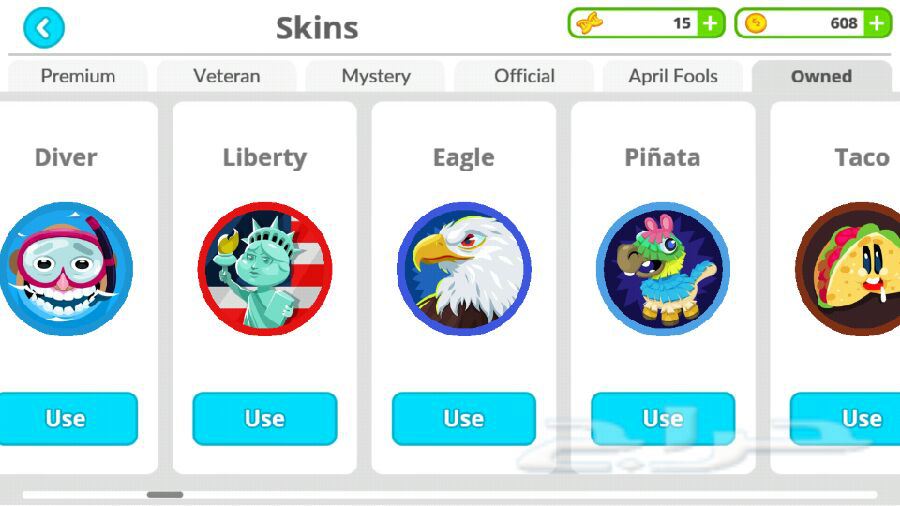 Skins
15 +
608 +
Premium
Veteran
Mystery
Official
April Fools
Owned
Diver
Liberty
Eagle
Piñata
Taco
Use
Use
Use
Use
Use
حراج